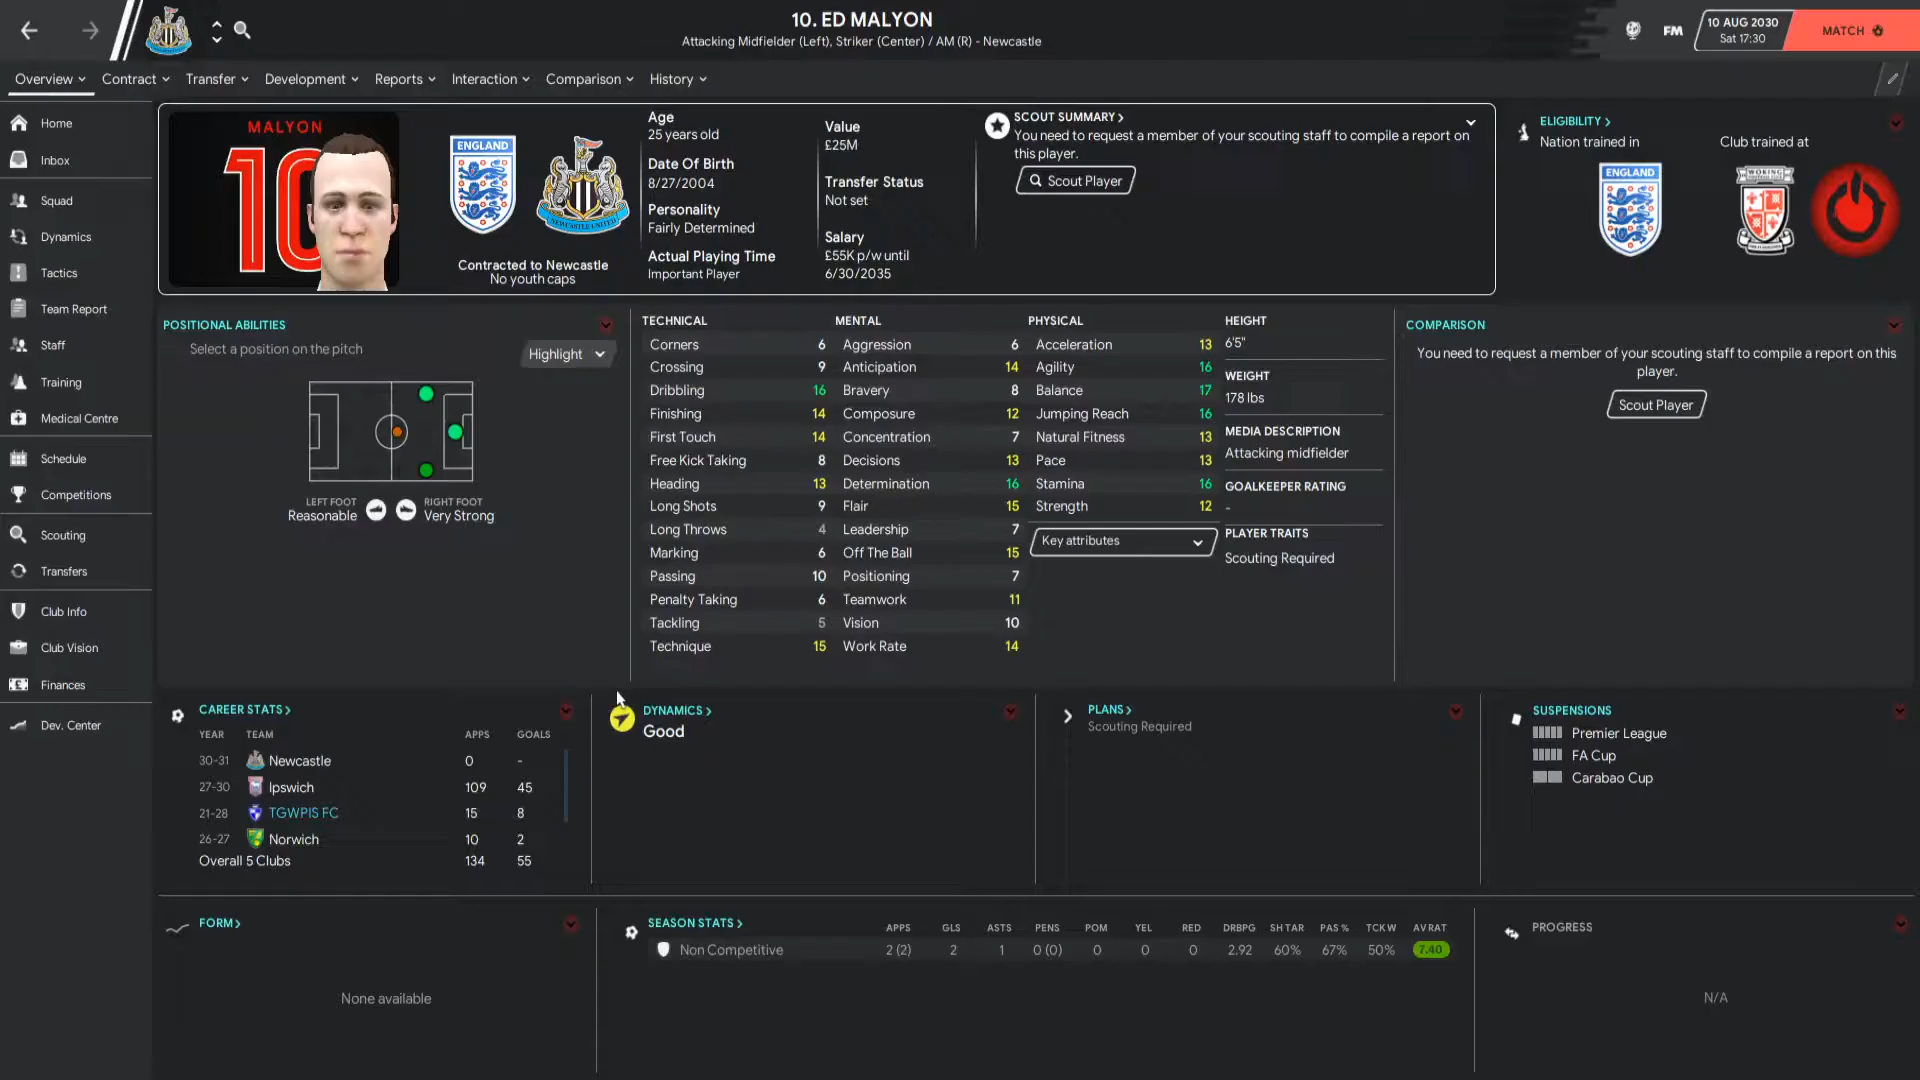 10. ED MALYON
Attacking Midfielder (Left), Striker (Center) / AM (R) - Newcastle
FM
10 AUG 2030
Sat 17:30
MATCH
Overview
Contract
Transfer
Development
Reports
Interaction
Comparison
History
Home
Inbox
Squad
Dynamics
Tactics
Team Report
Staff
Training
Medical Centre
Schedule
Competitions
Scouting
Transfers
Club Info
Club Vision
Finances
Dev. Center
MALYON
10
ENGLAND
NEWCASTLE UNITED
Contracted to Newcastle
No youth caps
Age
25 years old
Date Of Birth
8/27/2004
Personality
Fairly Determined
Actual Playing Time
Important Player
Value
£25M
Transfer Status
Not set
Salary
£55K p/w until
6/30/2035
SCOUT SUMMARY
You need to request a member of your scouting staff to compile a report on
this player.
Scout Player
ELIGIBILITY
Nation trained in
Club trained at
ENGLAND
WOKING
POSITIONAL ABILITIES
Select a position on the pitch
Highlight
LEFT FOOT
Reasonable
RIGHT FOOT
Very Strong
TECHNICAL
Corners 6
Crossing 9
Dribbling 16
Finishing 14
First Touch 14
Free Kick Taking 8
Heading 13
Long Shots 9
Long Throws 4
Marking 6
Passing 10
Penalty Taking 6
Tackling 5
Technique 15
MENTAL
Aggression 6
Anticipation 14
Bravery 8
Composure 12
Concentration 7
Decisions 13
Determination 16
Flair 15
Leadership 7
Off The Ball 15
Positioning 7
Teamwork 11
Vision 10
Work Rate 14
PHYSICAL
Acceleration 13
Agility 16
Balance 17
Jumping Reach 16
Natural Fitness 13
Pace 13
Stamina 16
Strength 12
Key attributes
HEIGHT
6'5"
WEIGHT
178 lbs
MEDIA DESCRIPTION
Attacking midfielder
GOALKEEPER RATING
-
PLAYER TRAITS
Scouting Required
COMPARISON
You need to request a member of your scouting staff to compile a report on this
player.
Scout Player
CAREER STATS
YEAR TEAM APPS GOALS
30-31 Newcastle 0 -
27-30 Ipswich 109 45
21-28 TGWPIS FC 15 8
26-27 Norwich 10 2
Overall 5 Clubs 134 55
DYNAMICS
Good
PLANS
Scouting Required
SUSPENSIONS
Premier League
FA Cup
Carabao Cup
FORM
None available
SEASON STATS APPS GLS ASTS PENS POM YEL RED DRBPG SH TAR PAS % TCK W AV RAT
Non Competitive 2 (2) 2 1 0 (0) 0 0 0 2.92 60% 67% 50% 7.40
PROGRESS
N/A